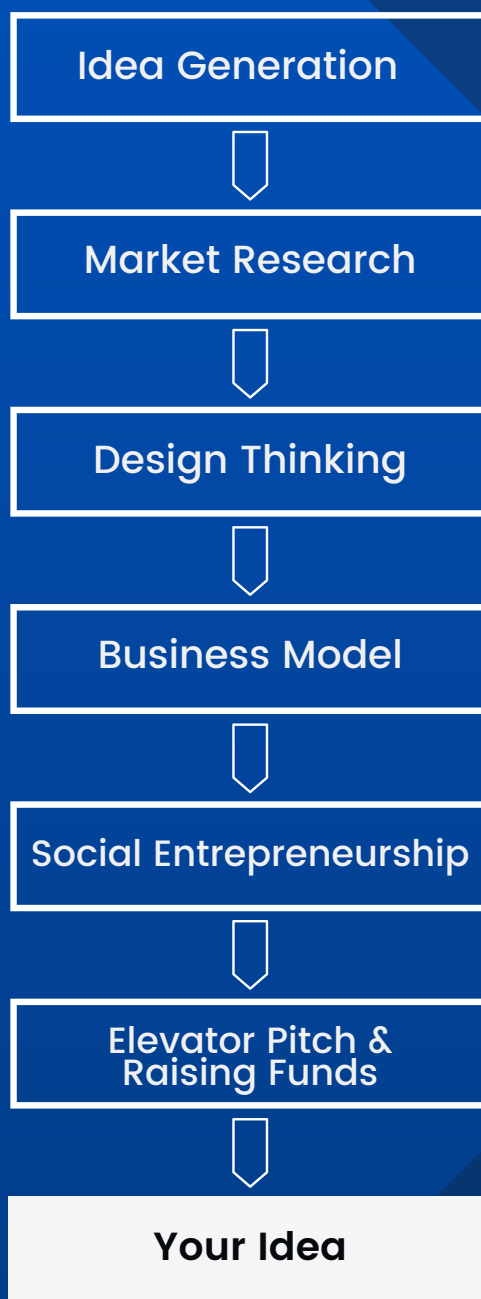 Idea Generation
Market Research
Design Thinking
Business Model
Social Entrepreneurship
Elevator Pitch &
Raising Funds
Your Idea